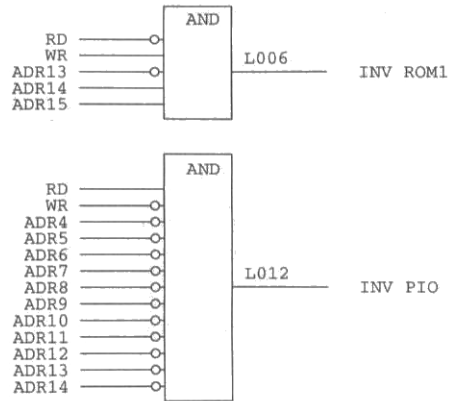 AND
RD
WR
ADR13
ADR14
ADR15
L006
INV ROM1
AND
RD
WR
ADR4
ADR5
ADR6
ADR7
ADR8
ADR9
ADR10
ADR11
ADR12
ADR13
ADR14
L012
INV PIO